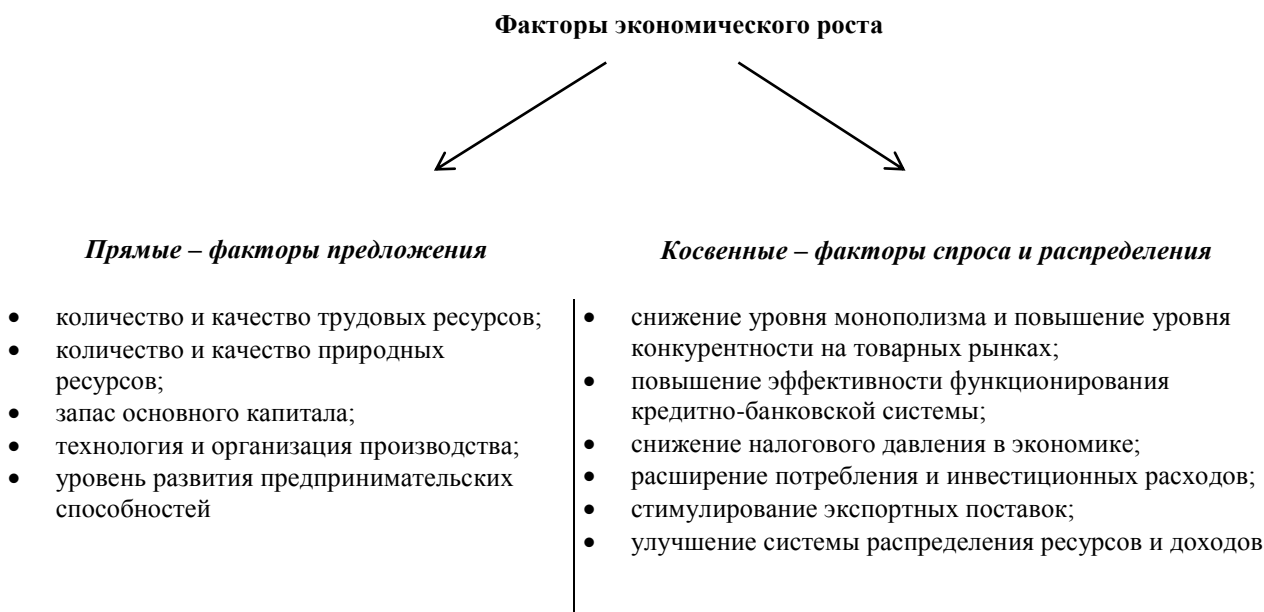 Факторы экономического роста
Прямые – факторы предложения
• количество и качество трудовых ресурсов;
• количество и качество природных
ресурсов;
• запас основного капитала;
• технология и организация производства;
• уровень развития предпринимательских
способностей
Косвенные – факторы спроса и распределения
• снижение уровня монополизма и повышение уровня
конкурентности на товарных рынках;
• повышение эффективности функционирования
кредитно-банковской системы;
• снижение налогового давления в экономике;
• расширение потребления и инвестиционных расходов;
• стимулирование экспортных поставок;
• улучшение системы распределения ресурсов и доходов